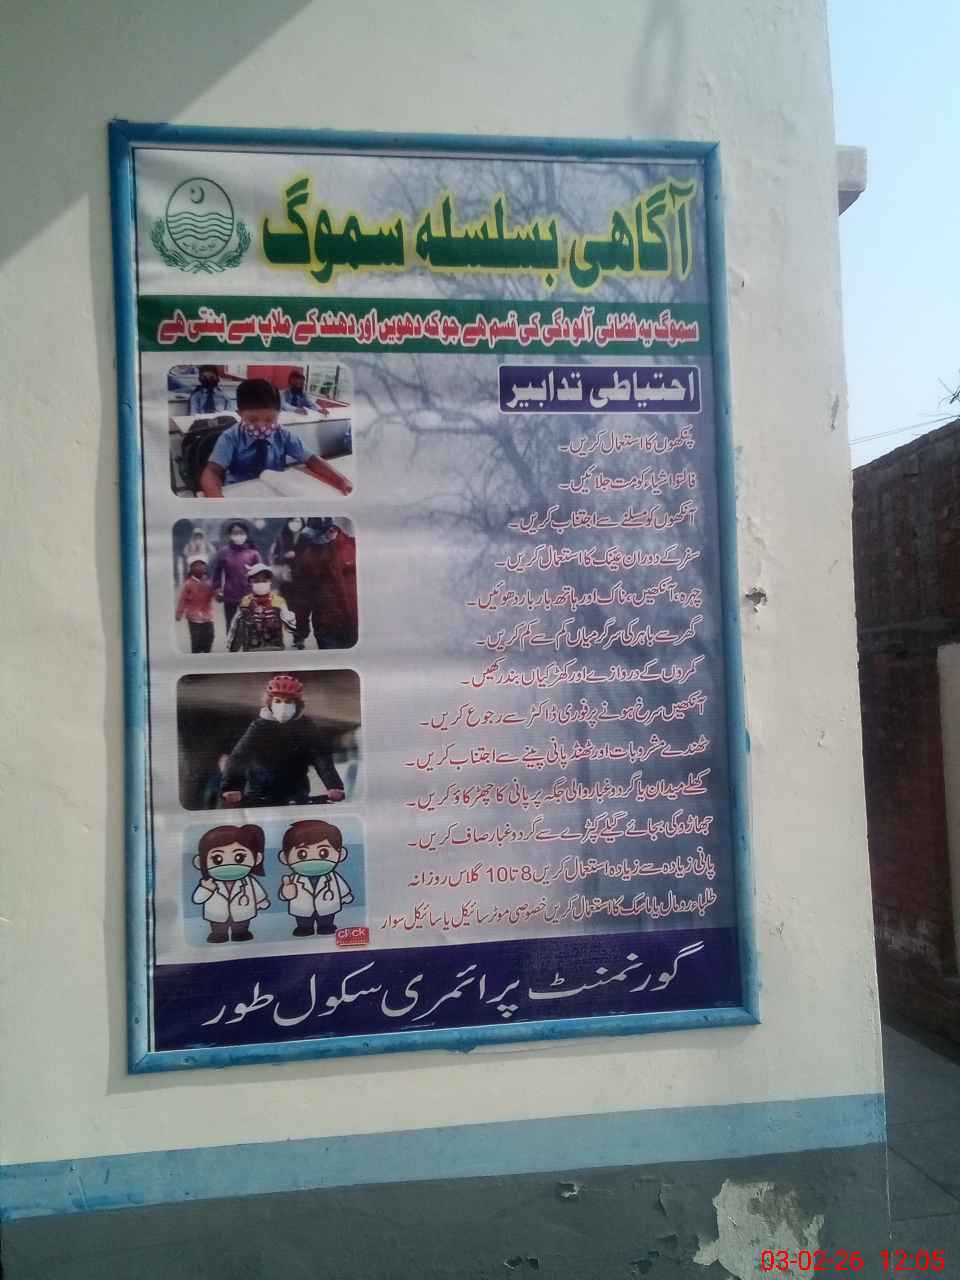 آگاهی بسلسلہ سموگ
سموگ یہ فضائی آلودگی کی قسم ہے جو کہ دھویں اور دھند کے ملاپ سے بنتی ہے
احتیاطی تدابیر
پنکھوں کا استعمال کریں۔
فالتو اشیاء کو مت جلائیں۔
آنکھوں کو مسلنے سے اجتناب کریں۔
سفر کے دوران عینک کا استعمال کریں۔
چہرہ، آنکھیں، ناک اور ہاتھ بار بار دھوئیں۔
گھر سے باہر کی سرگرمیاں کم سے کم کریں۔
کمروں کے دروازے اور کھڑکیاں بند رکھیں۔
آنکھیں سرخ ہونے پر فوری ڈاکٹر سے رجوع کریں۔
ٹھنڈے مشروبات اور ٹھنڈ پانی پینے سے اجتناب کریں۔
کھلے میدان یا گرد و غبار والی جگہ پر پانی کا چھڑکاؤ کریں۔
جھاڑو کی بجائے گیلے کپڑے سے گرد و غبار صاف کریں۔
پانی زیادہ سے زیادہ استعمال کریں 8 تا 10 گلاس روزانہ
طلباء رومال یا ماسک کا استعمال کریں خصوصی موٹر سائیکل یا سائیکل سوار
click
گورنمنٹ پرائمری سکول طور
03-02-26 12:05